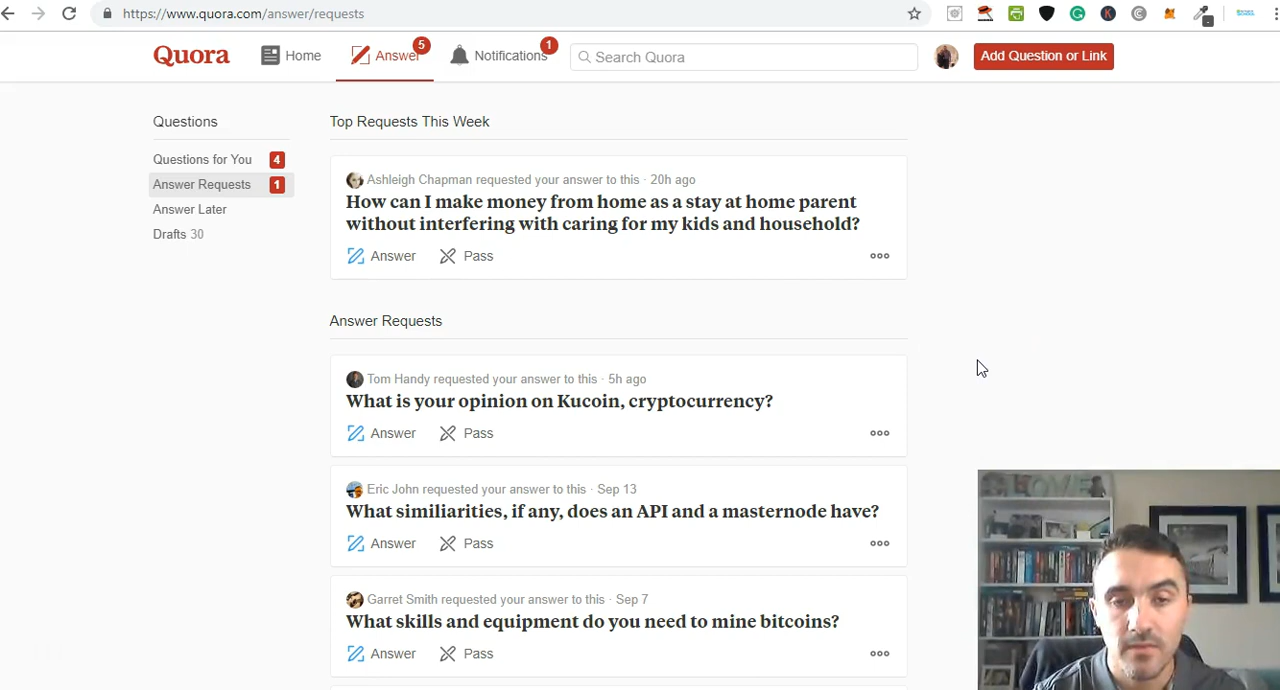 https://www.quora.com/answer/requests
Quora
Home
Answer
5
Notifications
1
Search Quora
Add Question or Link
Questions
Questions for You 4
Answer Requests 1
Answer Later
Drafts 30
Top Requests This Week
Ashleigh Chapman requested your answer to this · 20h ago
How can I make money from home as a stay at home parent
without interfering with caring for my kids and household?
Answer Pass
Answer Requests
Tom Handy requested your answer to this · 5h ago
What is your opinion on Kucoin, cryptocurrency?
Answer Pass
Eric John requested your answer to this · Sep 13
What similiarities, if any, does an API and a masternode have?
Answer Pass
Garret Smith requested your answer to this · Sep 7
What skills and equipment do you need to mine bitcoins?
Answer Pass
LOVE